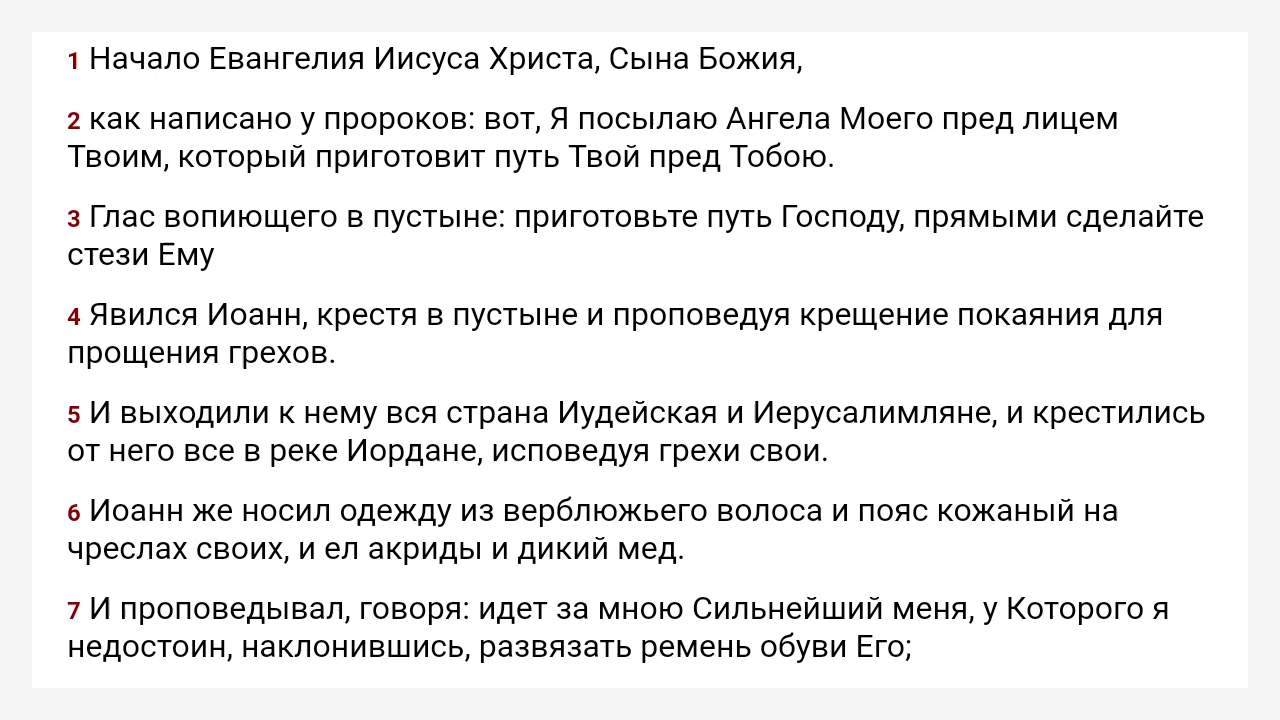 1 Начало Евангелия Иисуса Христа, Сына Божия,
2 как написано у пророков: вот, Я посылаю Ангела Моего пред лицем
Твоим, который приготовит путь Твой пред Тобою.
3 Глас вопиющего в пустыне: приготовьте путь Господу, прямыми сделайте
стези Ему
4 Явился Иоанн, крестя в пустыне и проповедуя крещение покаяния для
прощения грехов.
5 И выходили к нему вся страна Иудейская и Иерусалимляне, и крестились
от него все в реке Иордане, исповедуя грехи свои.
6 Иоанн же носил одежду из верблюжьего волоса и пояс кожаный на
чреслах своих, и ел акриды и дикий мед.
7 И проповедывал, говоря: идет за мною Сильнейший меня, у Которого я
недостоин, наклонившись, развязать ремень обуви Его;